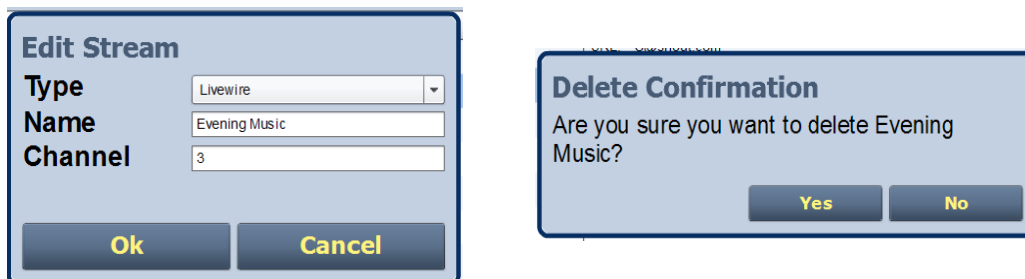 Edit Stream
Type Livewire
Name Evening Music
Channel 3
Ok Cancel
Delete Confirmation
Are you sure you want to delete Evening
Music?
Yes No